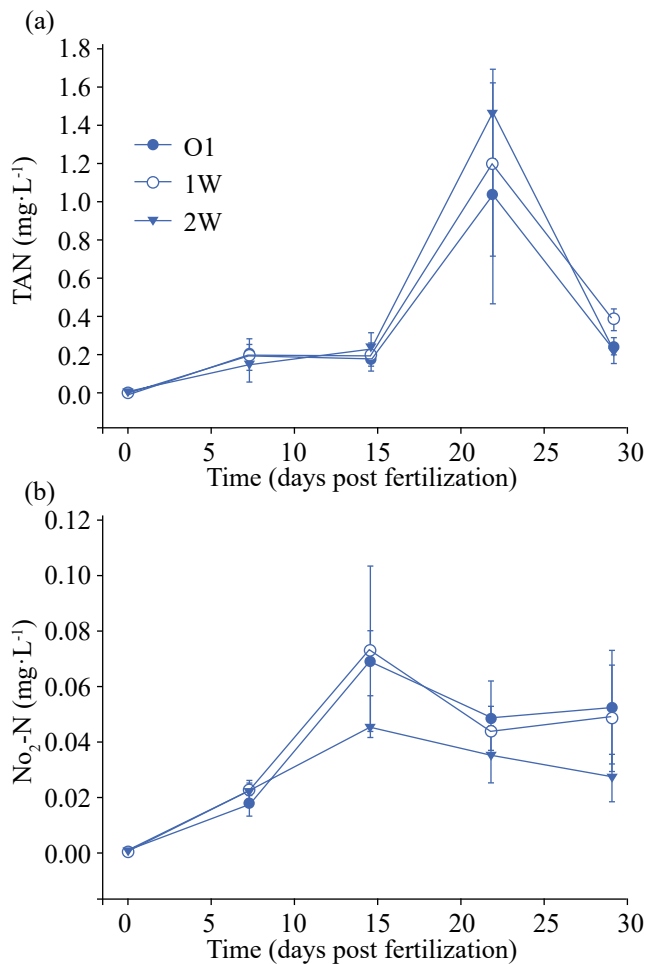 (a)
1.8
1.6
1.4
1.2
1.0
0.8
0.6
0.4
0.2
0.0
TAN (mg·L⁻¹)
O1
1W
2W
0 5 10 15 20 25 30
Time (days post fertilization)
(b)
0.12
0.10
0.08
0.06
0.04
0.02
0.00
No₂-N (mg·L⁻¹)
0 5 10 15 20 25 30
Time (days post fertilization)